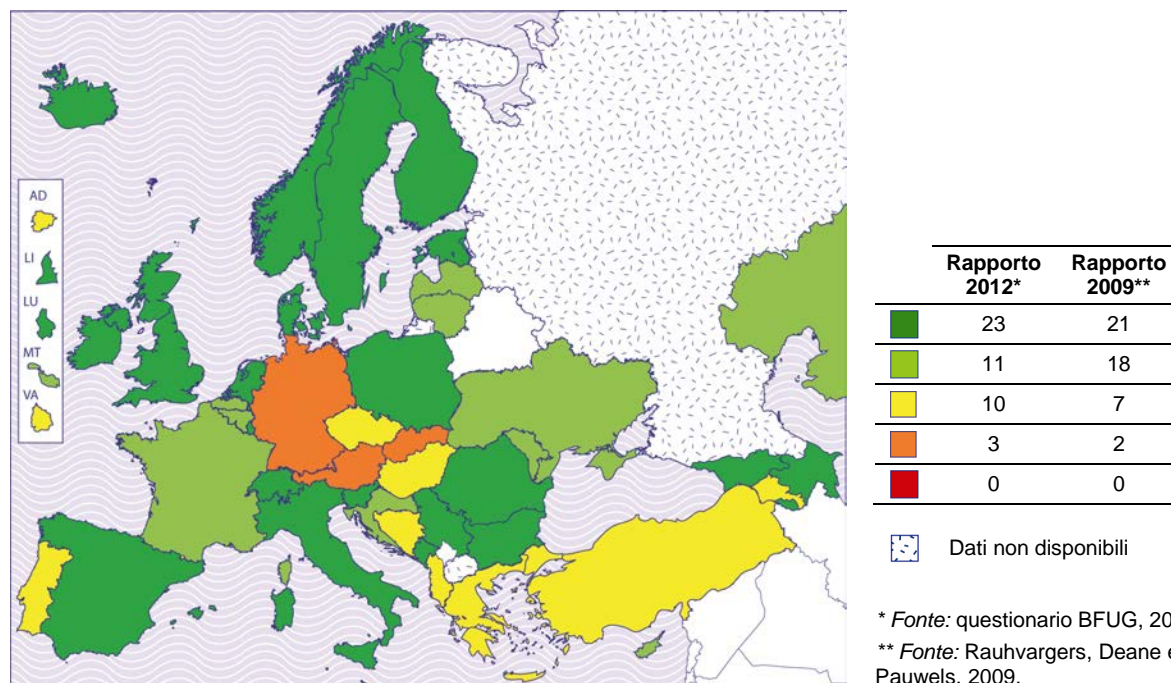 AD
LI
LU
MT
VA
Rapporto 2012* Rapporto 2009**
23 21
11 18
10 7
3 2
0 0
Dati non disponibili
* Fonte: questionario BFUG, 20
** Fonte: Rauhvargers, Deane e
Pauwels, 2009.